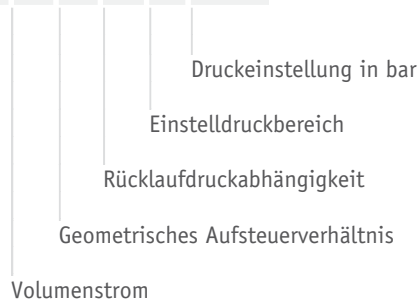 Druckeinstellung in bar
Einstelldruckbereich
Rücklaufdruckabhängigkeit
Geometrisches Aufsteuerverhältnis
Volumenstrom